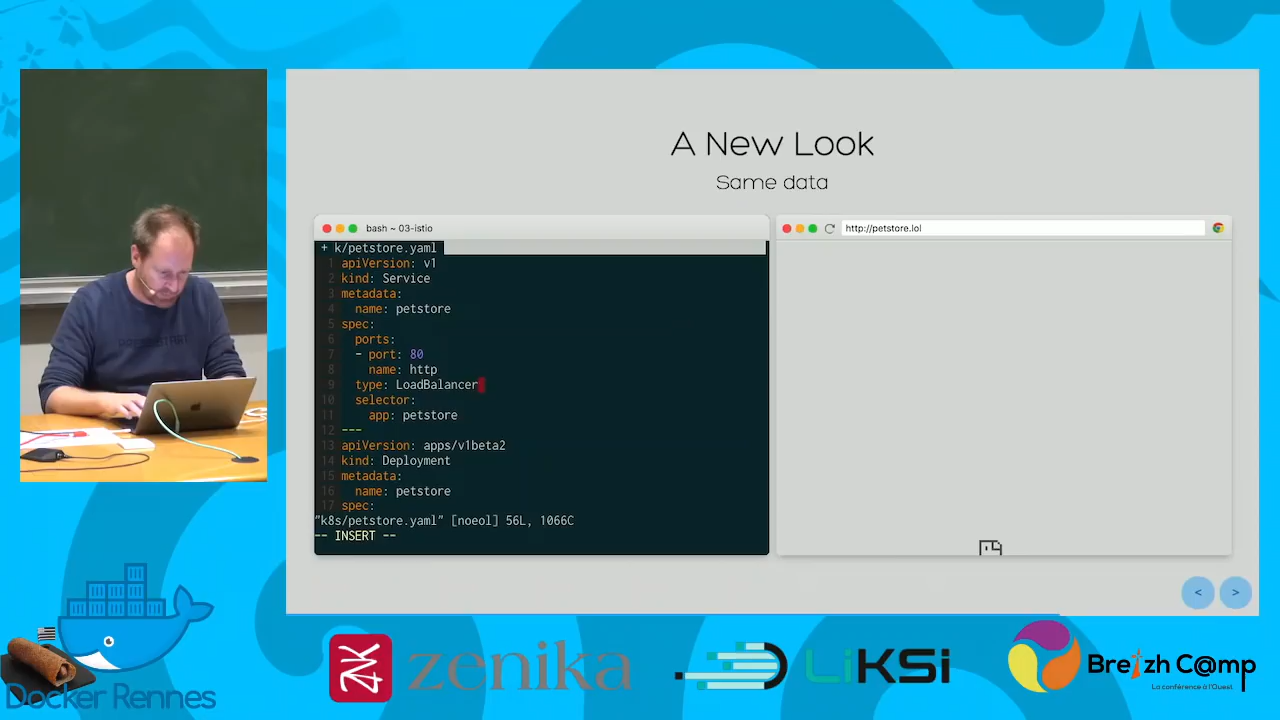 A New Look
Same data
bash ~ 03-istio
+ k/petstore.yaml
1 apiVersion: v1
2 kind: Service
3 metadata:
4 name: petstore
5 spec:
6 ports:
7 - port: 80
8 name: http
9 type: LoadBalancer
10 selector:
11 app: petstore
12 ---
13 apiVersion: apps/v1beta2
14 kind: Deployment
15 metadata:
16 name: petstore
17 spec:
"k8s/petstore.yaml" [noeol] 56L, 1066C
-- INSERT --
http://petstore.lol
< >
Docker Rennes
zenika
LiKSi
Breizh C@mp
La conférence à l'Ouest